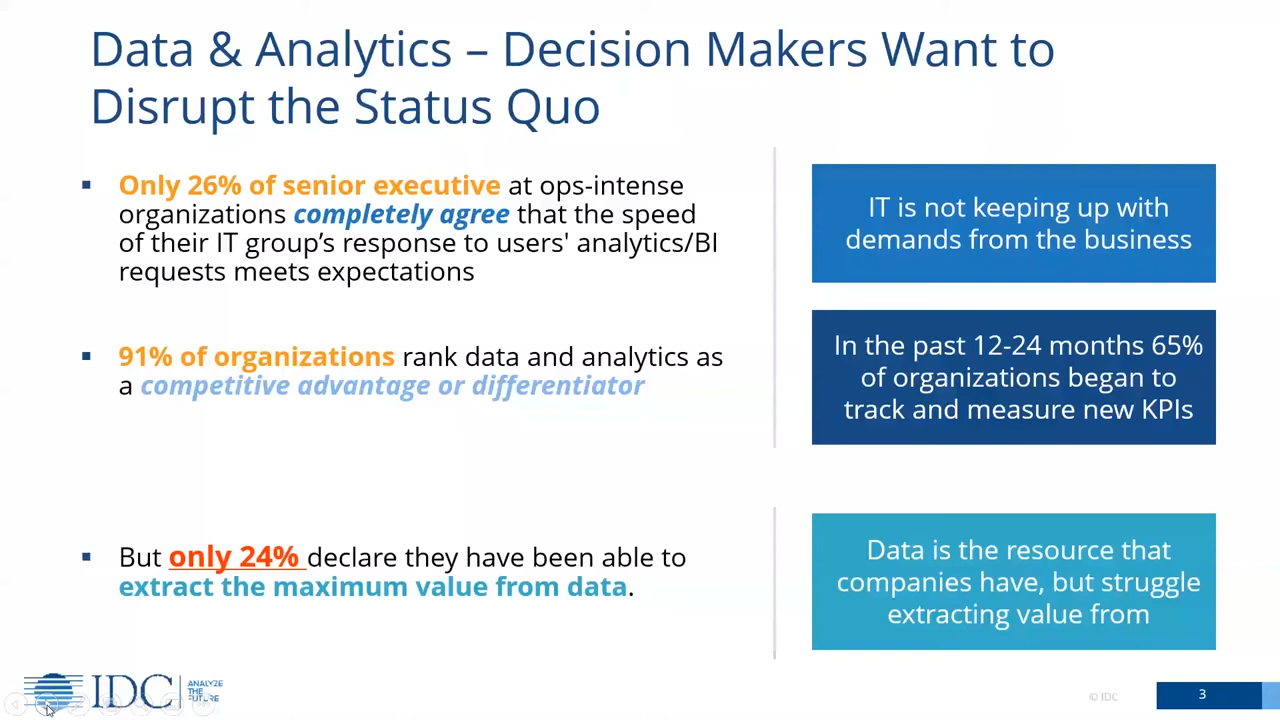 Data & Analytics – Decision Makers Want to
Disrupt the Status Quo
▪ Only 26% of senior executive at ops-intense
organizations completely agree that the speed
of their IT group’s response to users' analytics/BI
requests meets expectations
IT is not keeping up with
demands from the business
▪ 91% of organizations rank data and analytics as
a competitive advantage or differentiator
In the past 12-24 months 65%
of organizations began to
track and measure new KPIs
▪ But only 24% declare they have been able to
extract the maximum value from data.
Data is the resource that
companies have, but struggle
extracting value from
IDC
ANALYZE
THE
FUTURE
© IDC
3